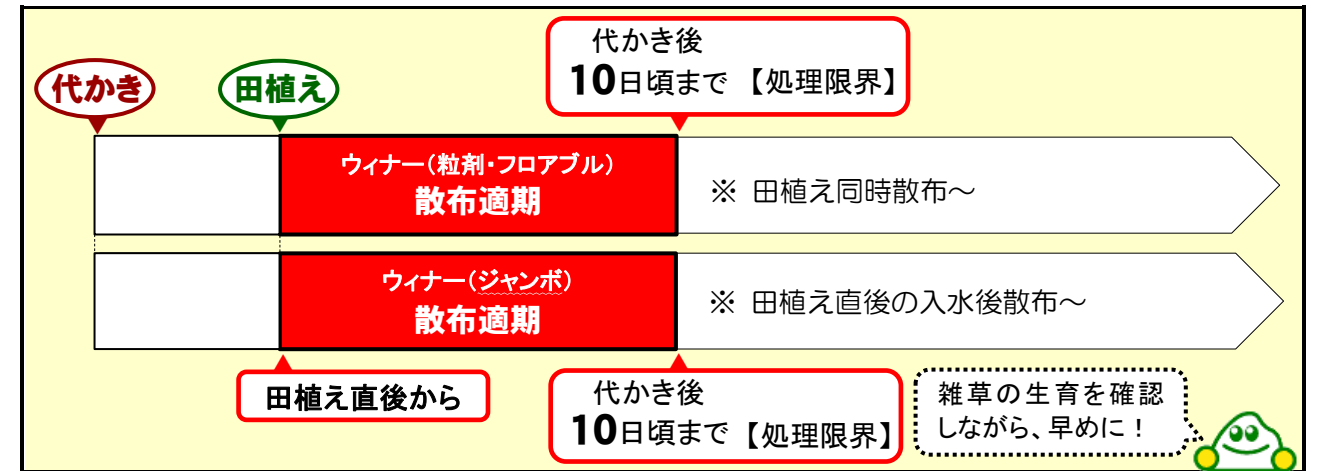 代かき後
10日頃まで 【処理限界】
代かき
田植え
ウィナー(粒剤・フロアブル)
散布適期
※ 田植え同時散布～
ウィナー(ジャンボ)
散布適期
※ 田植え直後の入水後散布～
田植え直後から
代かき後
10日頃まで 【処理限界】
雑草の生育を確認
しながら、早めに！